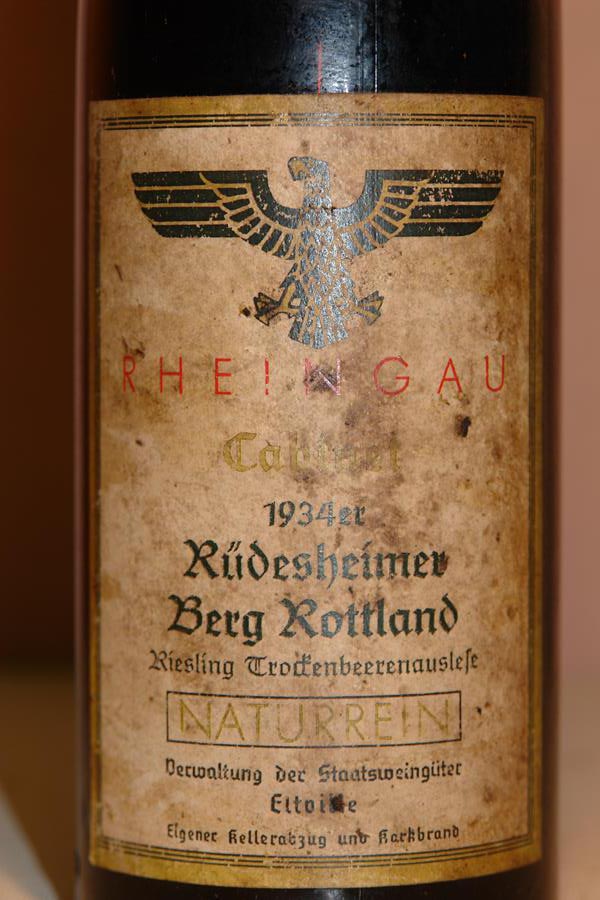 RHEINGAU
Cabinet
1934er
Rüdesheimer
Berg Rottland
Riesling Trockenbeerenauslese
NATURREIN
Verwaltung der Staatsweingüter
Eltville
Eigener Kellerabzug und Korkbrand